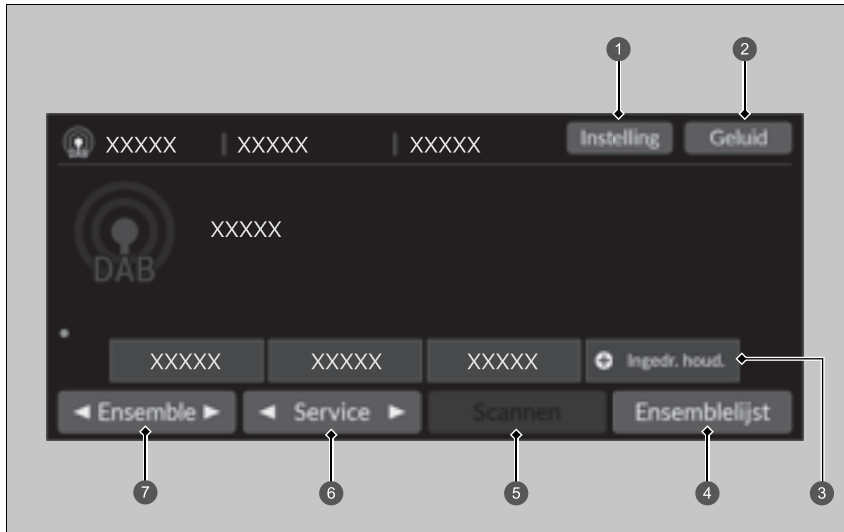 1 2
XXXXX | XXXXX | XXXXX Instelling Geluid
XXXXX
DAB
XXXXX XXXXX XXXXX Ingedr. houd.
Ensemble Service Scannen Ensemblelijst
7 6 5 4 3